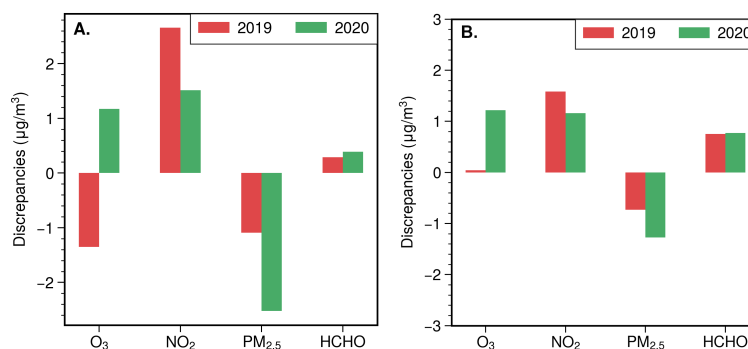 A.
2019 2020
Discrepancies (µg/m³)
2
1
0
−1
−2
O₃ NO₂ PM₂.₅ HCHO
B.
2019 2020
Discrepancies (µg/m³)
3
2
1
0
−1
−2
−3
O₃ NO₂ PM₂.₅ HCHO